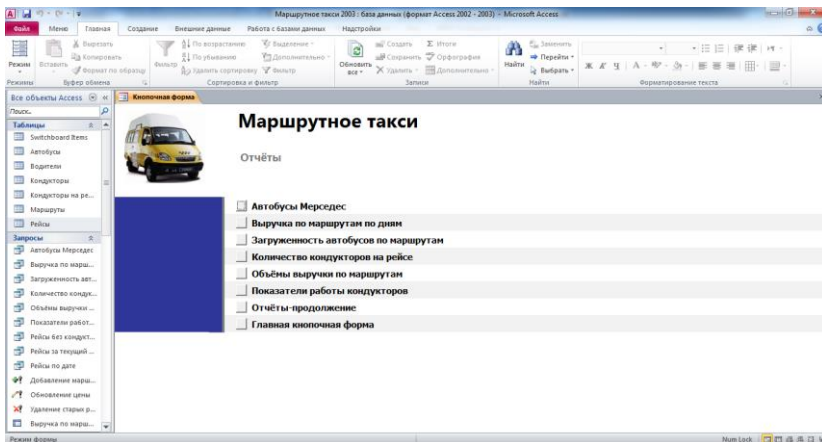 Маршрутное такси 2003 : база данных (формат Access 2002 - 2003) - Microsoft Access
Файл Меню Главная Создание Внешние данные Работа с базами данных Надстройки
Режим
Режимы
Вставить
Вырезать
Копировать
Формат по образцу
Буфер обмена
Фильтр
По возрастанию
По убыванию
Удалить сортировку
Выделение
Дополнительно
Фильтр
Сортировка и фильтр
Обновить все
Создать
Сохранить
Удалить
Итоги
Орфография
Дополнительно
Записи
Найти
Заменить
Перейти
Выбрать
Найти
Ж К Ч
Форматирование текста
Все объекты Access
Поиск...
Таблицы
Switchboard Items
Автобусы
Водители
Кондукторы
Кондукторы на ре...
Маршруты
Рейсы
Запросы
Автобусы Мерседес
Выручка по марш...
Загруженность авт...
Количество кондук...
Объёмы выручки ...
Показатели работ...
Рейсы без кондукт...
Рейсы за текущий ...
Рейсы по дате
Добавление марш...
Обновление цены
Удаление старых р...
Выручка по марш...
Кнопочная форма
Маршрутное такси
Отчёты
Автобусы Мерседес
Выручка по маршрутам по дням
Загруженность автобусов по маршрутам
Количество кондукторов на рейсе
Объёмы выручки по маршрутам
Показатели работы кондукторов
Отчёты-продолжение
Главная кнопочная форма
Режим формы
Num Lock